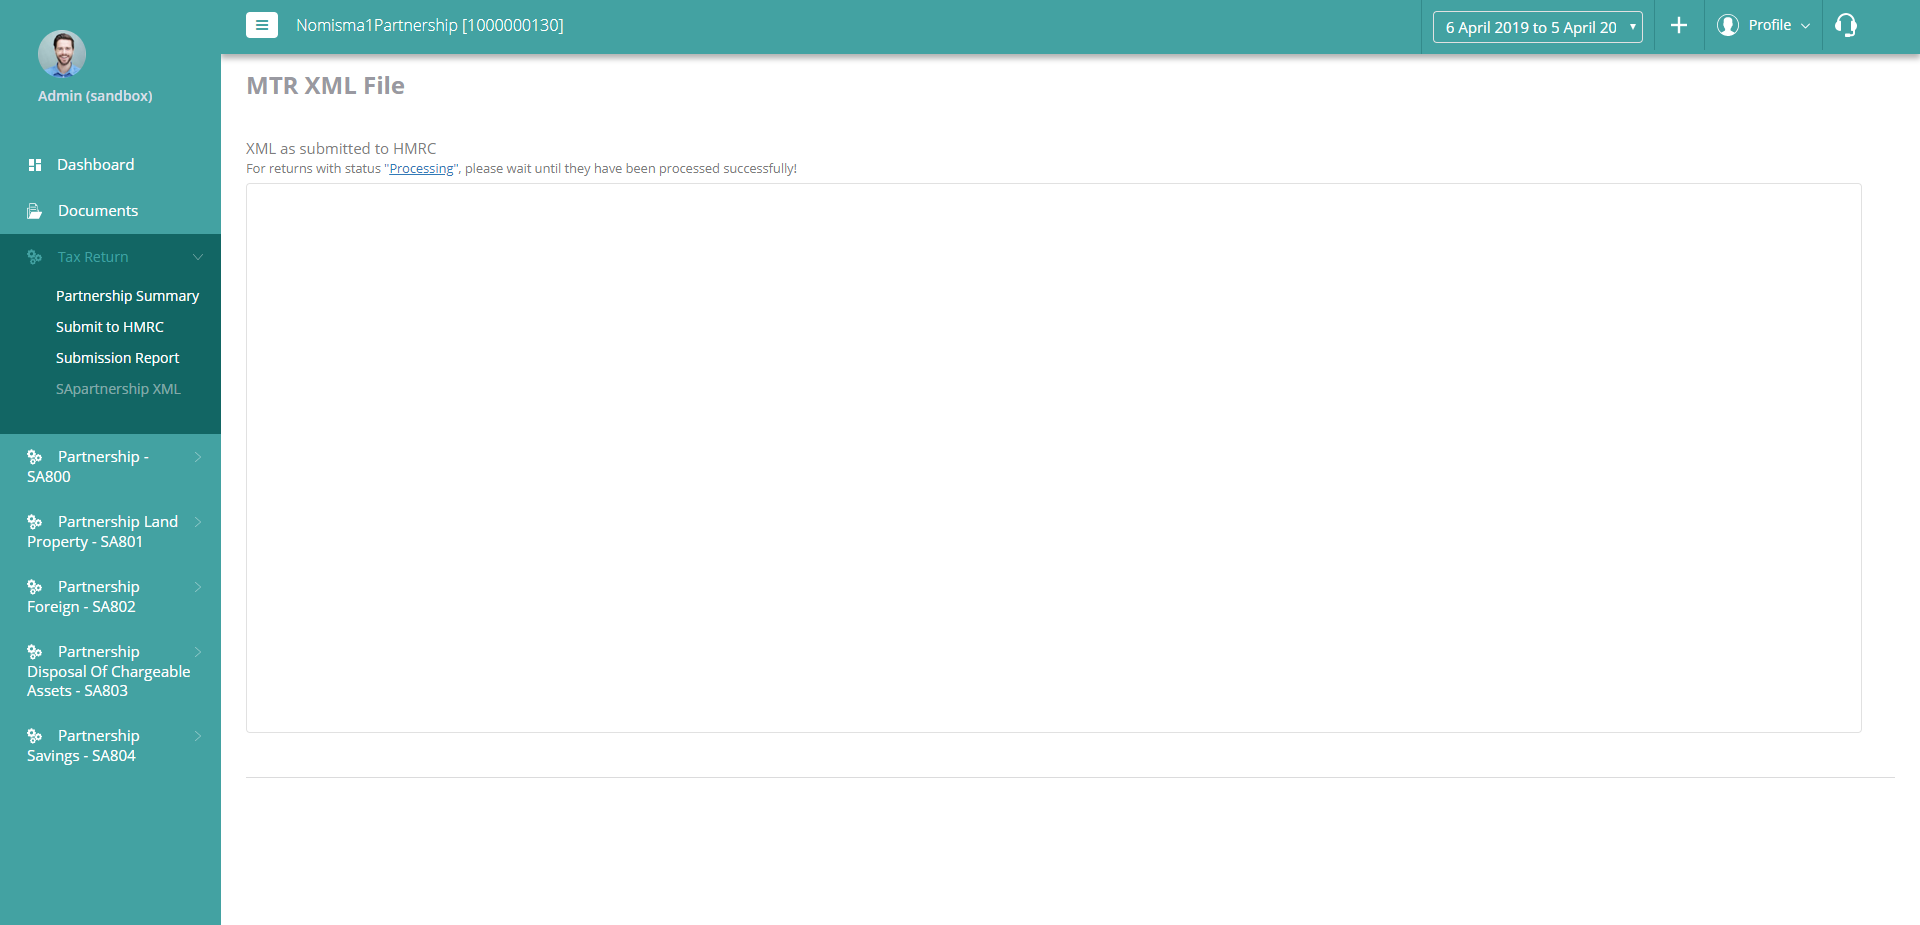 Nomisma1Partnership [1000000130]
6 April 2019 to 5 April 20
Profile
Admin (sandbox)
Dashboard
Documents
Tax Return
Partnership Summary
Submit to HMRC
Submission Report
SApartnership XML
Partnership -
SA800
Partnership Land
Property - SA801
Partnership
Foreign - SA802
Partnership
Disposal Of Chargeable
Assets - SA803
Partnership
Savings - SA804
MTR XML File
XML as submitted to HMRC
For returns with status "Processing", please wait until they have been processed successfully!